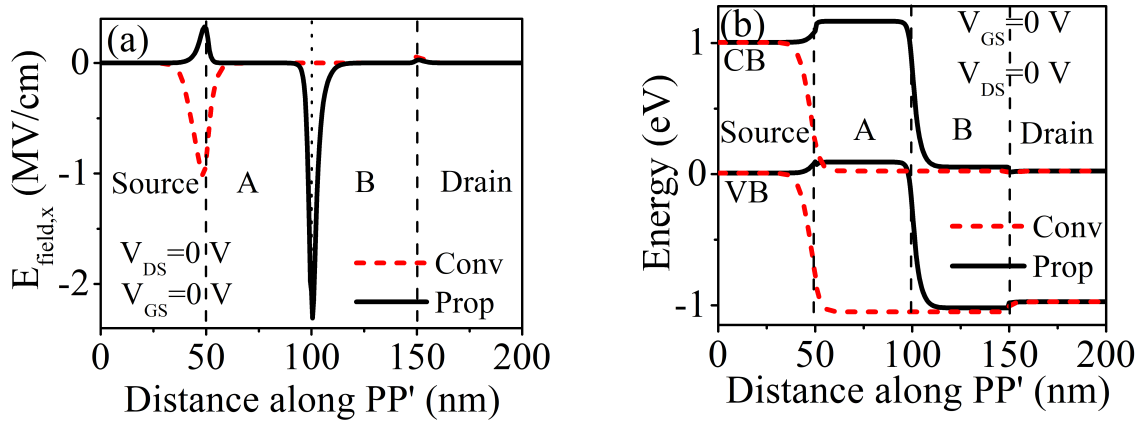 (a)
E_field,x (MV/cm)
0
-1
-2
Source
A
B
Drain
V_DS=0 V
V_GS=0 V
Conv
Prop
0 50 100 150 200
Distance along PP' (nm)
(b)
Energy (eV)
1
0
-1
V_GS=0 V
V_DS=0 V
CB
Source
A
B
Drain
VB
Conv
Prop
0 50 100 150 200
Distance along PP' (nm)